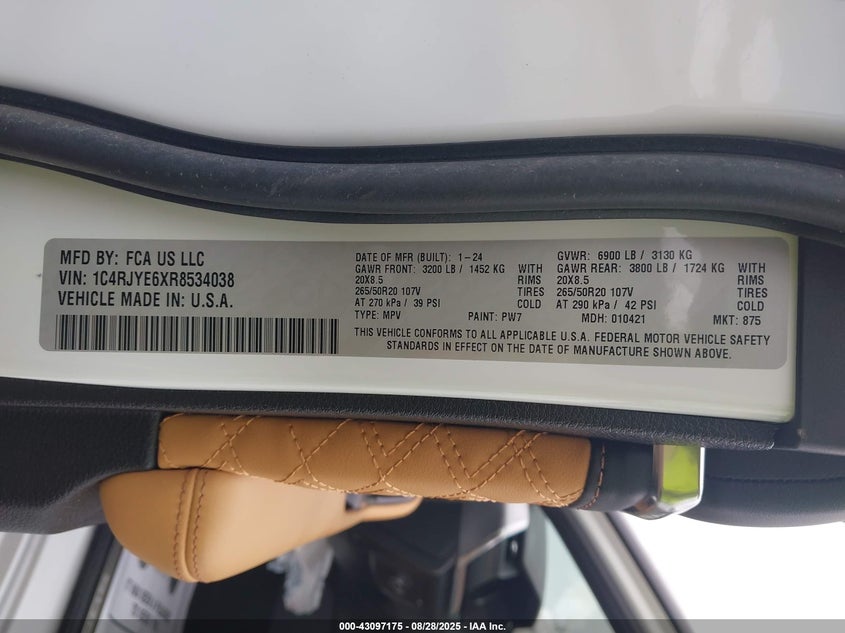 MFD BY: FCA US LLC
VIN: 1C4RJYE6XR8534038
VEHICLE MADE IN: U.S.A.
DATE OF MFR (BUILT): 1-24
GAWR FRONT: 3200 LB / 1452 KG WITH
20X8.5 RIMS
265/50R20 107V TIRES
AT 270 kPa / 39 PSI COLD
TYPE: MPV PAINT: PW7
GVWR: 6900 LB / 3130 KG
GAWR REAR: 3800 LB / 1724 KG WITH
20X8.5 RIMS
265/50R20 107V TIRES
AT 290 kPa / 42 PSI COLD
MDH: 010421 MKT: 875
THIS VEHICLE CONFORMS TO ALL APPLICABLE U.S.A. FEDERAL MOTOR VEHICLE SAFETY
STANDARDS IN EFFECT ON THE DATE OF MANUFACTURE SHOWN ABOVE.
000-43097175 - 08/28/2025 - IAA Inc.